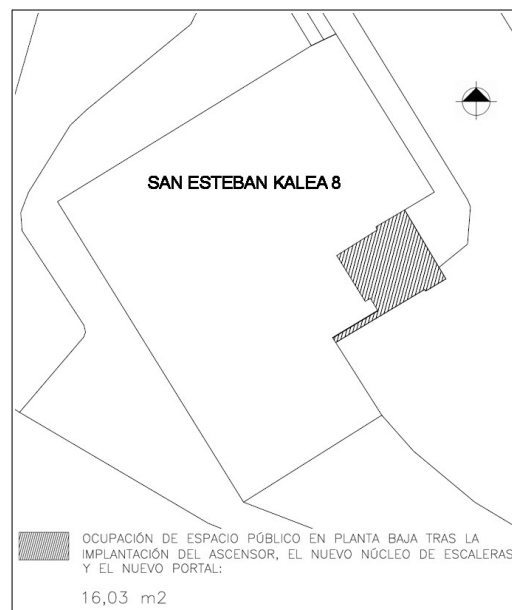 SAN ESTEBAN KALEA 8
OCUPACIÓN DE ESPACIO PÚBLICO EN PLANTA BAJA TRAS LA
IMPLANTACIÓN DEL ASCENSOR, EL NUEVO NÚCLEO DE ESCALERAS
Y EL NUEVO PORTAL:
16,03 m2